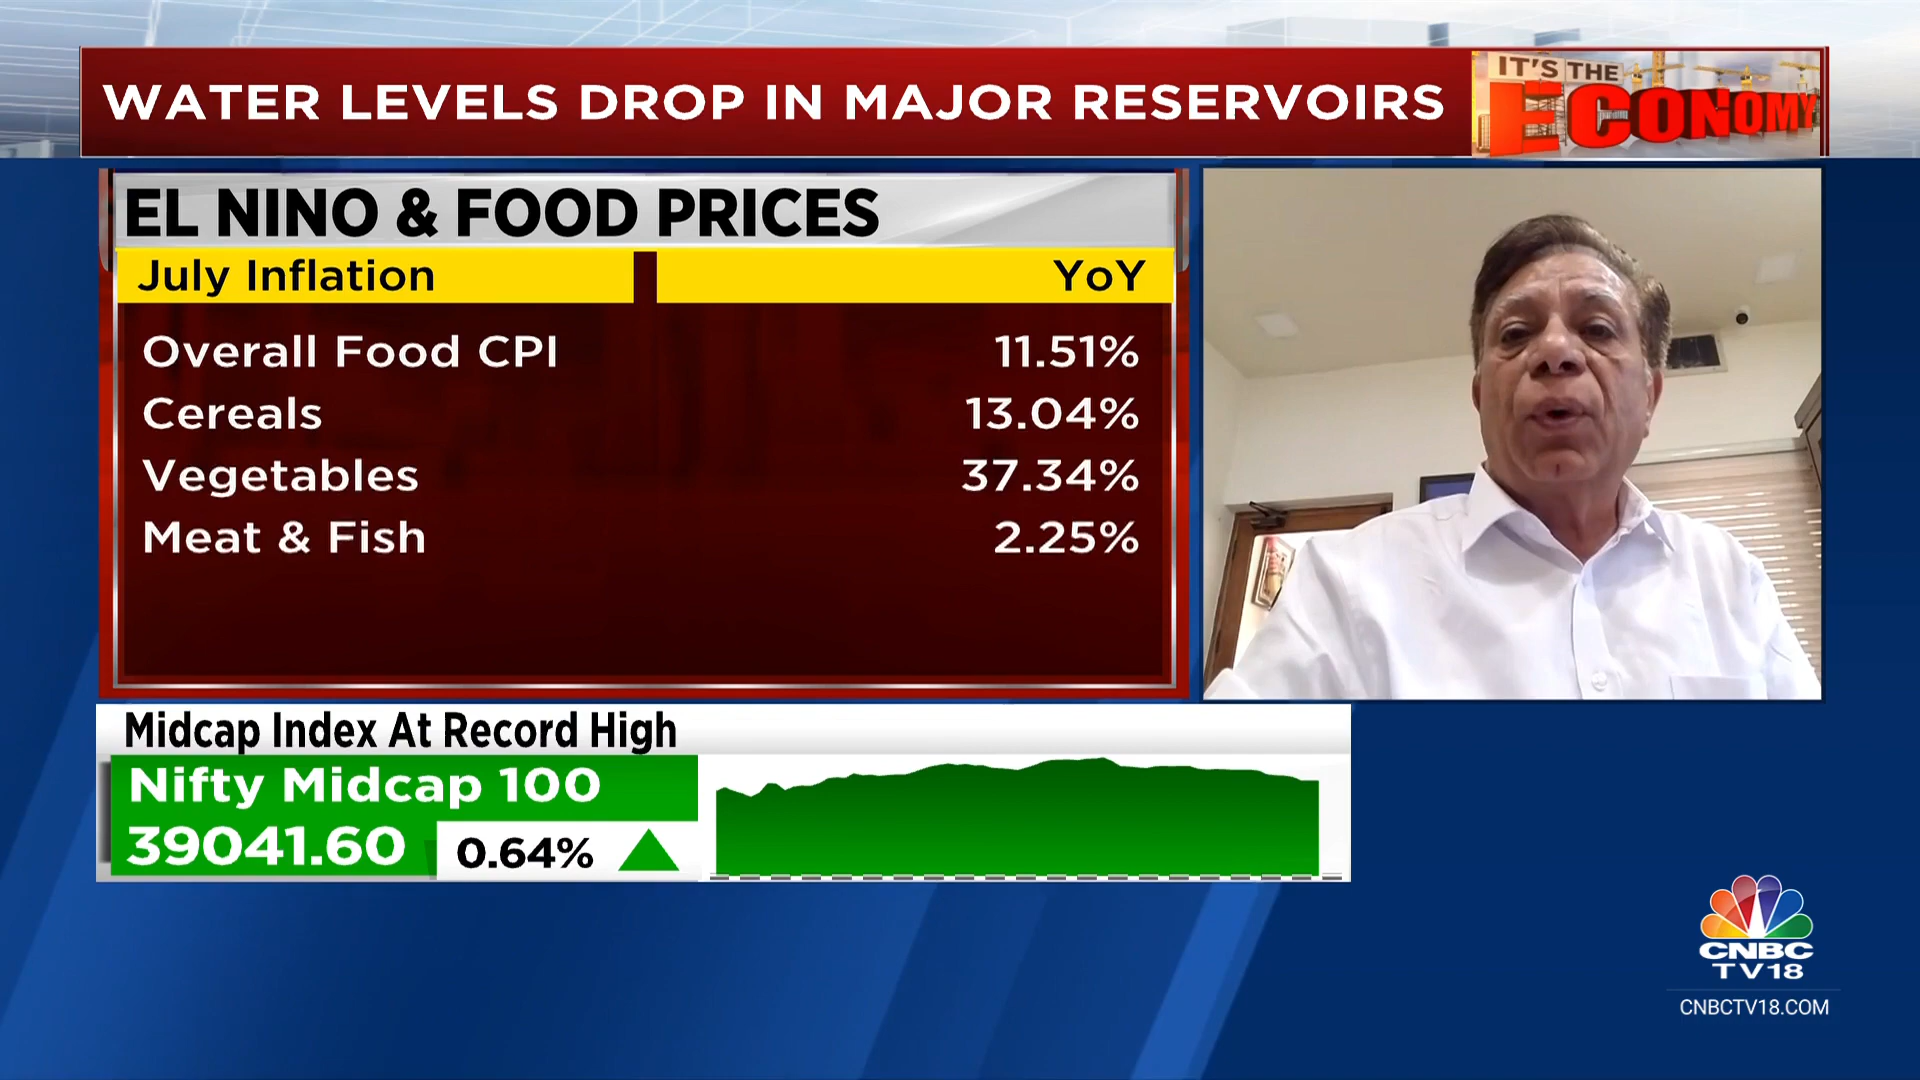 WATER LEVELS DROP IN MAJOR RESERVOIRS
IT'S THE
ECONOMY
EL NINO & FOOD PRICES
July Inflation YoY
Overall Food CPI 11.51%
Cereals 13.04%
Vegetables 37.34%
Meat & Fish 2.25%
Midcap Index At Record High
Nifty Midcap 100
39041.60 0.64%
CNBC
TV18
CNBCTV18.COM